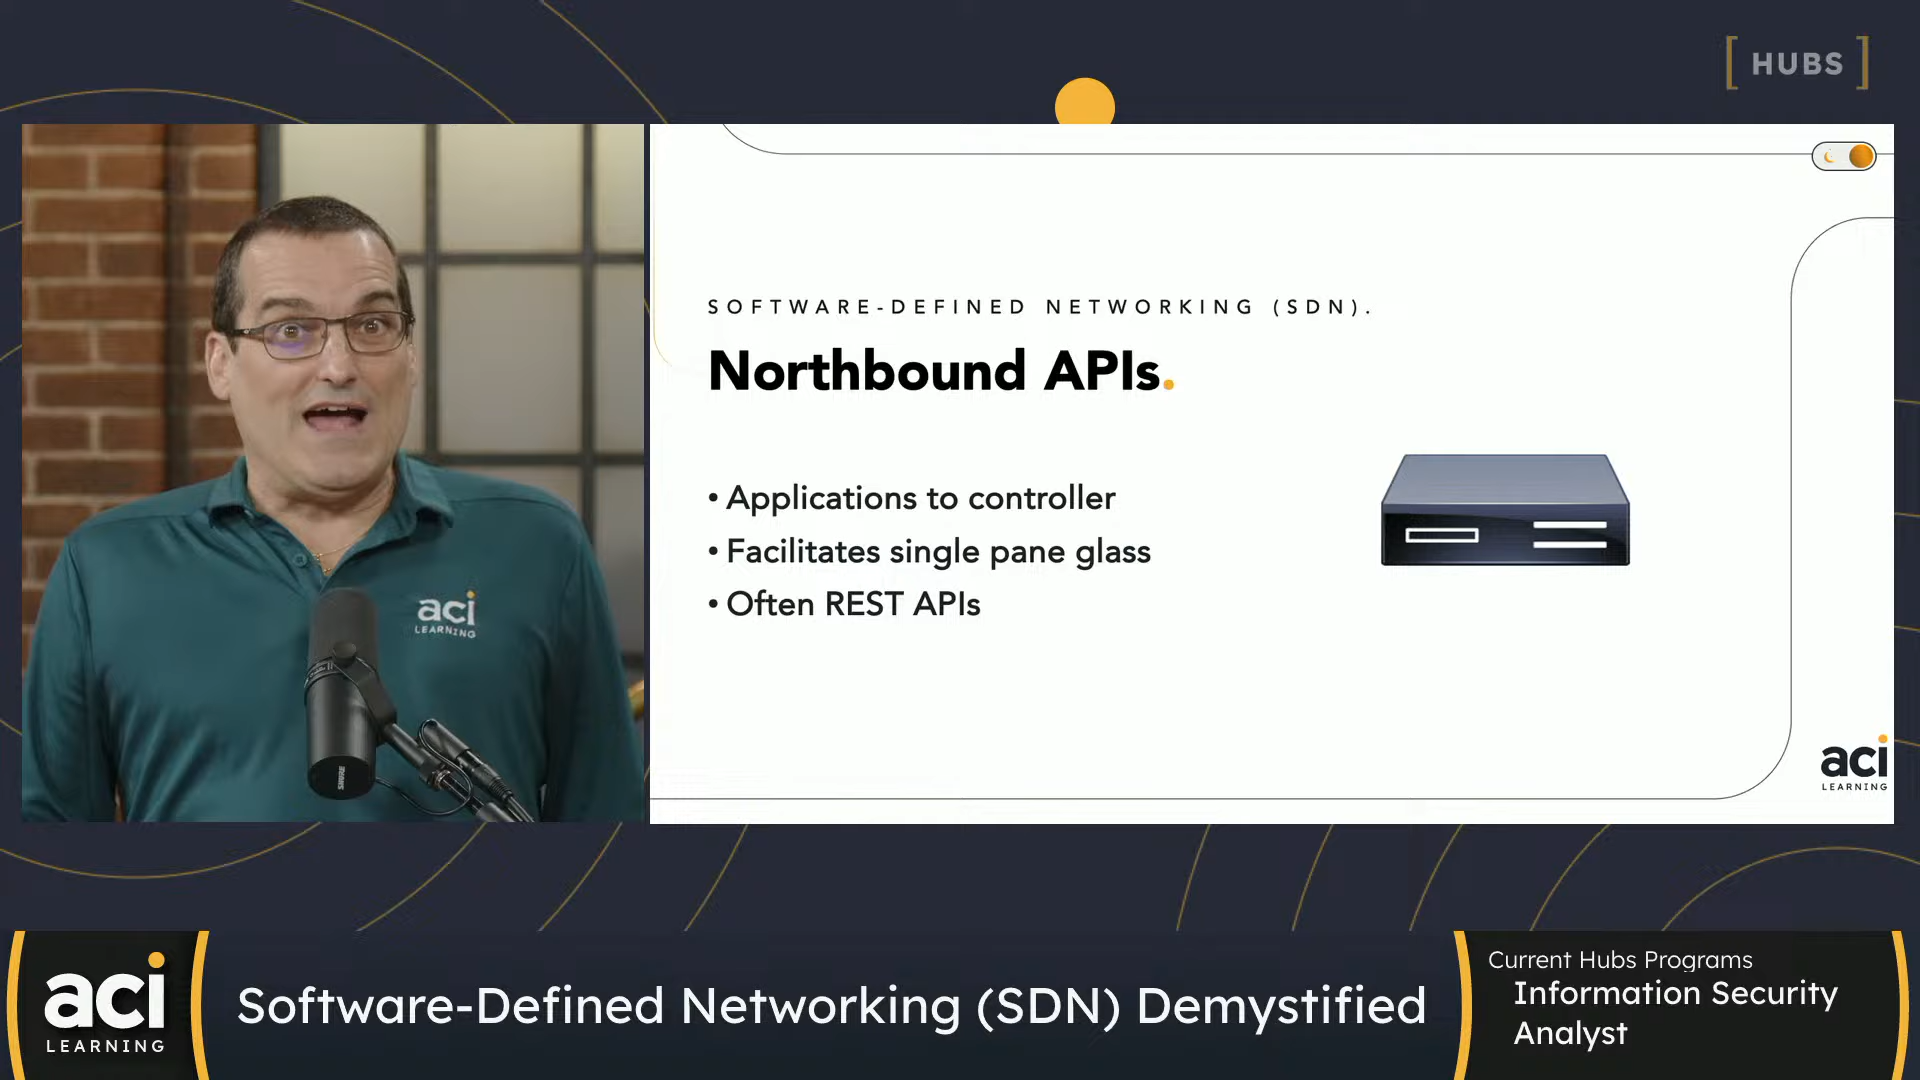 [ HUBS ]
SOFTWARE-DEFINED NETWORKING (SDN).
Northbound APIs.
• Applications to controller
• Facilitates single pane glass
• Often REST APIs
aci
LEARNING
SHURE
aci
LEARNING
aci
LEARNING
Software-Defined Networking (SDN) Demystified
Current Hubs Programs
Information Security
Analyst